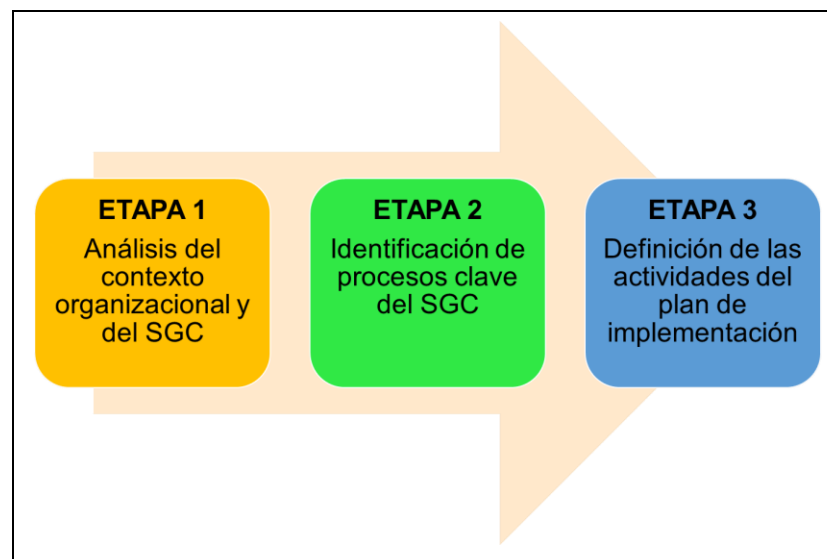 ETAPA 1
Análisis del
contexto
organizacional y
del SGC
ETAPA 2
Identificación de
procesos clave
del SGC
ETAPA 3
Definición de las
actividades del
plan de
implementación